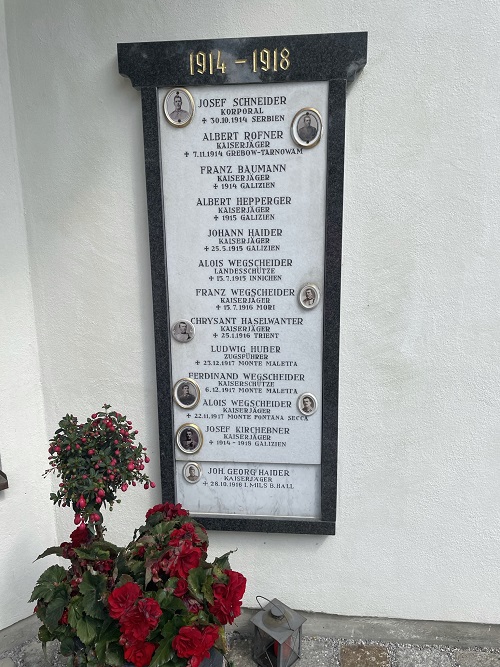 1914 – 1918
JOSEF SCHNEIDER
KORPORAL
+ 30.10.1914 SERBIEN
ALBERT ROFNER
KAISERJÄGER
+ 7.11.1914 GREBOW-TARNOWAM
FRANZ BAUMANN
KAISERJÄGER
+ 1914 GALIZIEN
ALBERT HEPPERGER
KAISERJÄGER
+ 1915 GALIZIEN
JOHANN HAIDER
KAISERJÄGER
+ 25.5.1915 GALIZIEN
ALOIS WEGSCHEIDER
LANDESSCHÜTZE
+ 15.7.1915 INNICHEN
FRANZ WEGSCHEIDER
KAISERJÄGER
+ 15.7.1916 MORI
CHRYSANT HASELWANTER
KAISERJÄGER
+ 25.1.1916 TRIENT
LUDWIG HUBER
ZUGSFÜHRER
+ 23.12.1917 MONTE MALETTA
FERDINAND WEGSCHEIDER
KAISERSCHÜTZE
+ 6.12.1917 MONTE MALETTA
ALOIS WEGSCHEIDER
KAISERJÄGER
+ 22.11.1917 MONTE FONTANA SECCA
JOSEF KIRCHEBNER
KAISERJÄGER
+ 1914 - 1918 GALIZIEN
JOH. GEORG HAIDER
KAISERJÄGER
+ 28.10.1916 I. MILS B. HALL